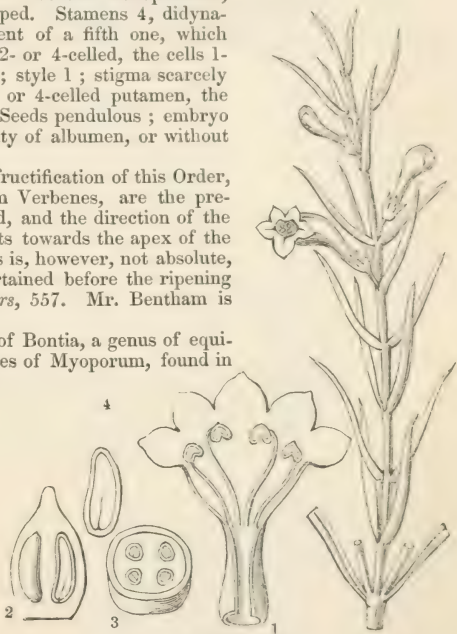 ped. Stamens 4, didyna-
ent of a fifth one, which
2- or 4-celled, the cells 1-
; style 1 ; stigma scarcely
or 4-celled putamen, the
Seeds pendulous ; embryo
ty of albumen, or without
ructification of this Order,
n Verbenes, are the pre-
d, and the direction of the
ts towards the apex of the
s is, however, not absolute,
rtained before the ripening
rs, 557. Mr. Bentham is
of Bontia, a genus of equi-
es of Myoporum, found in
4
2
3
1